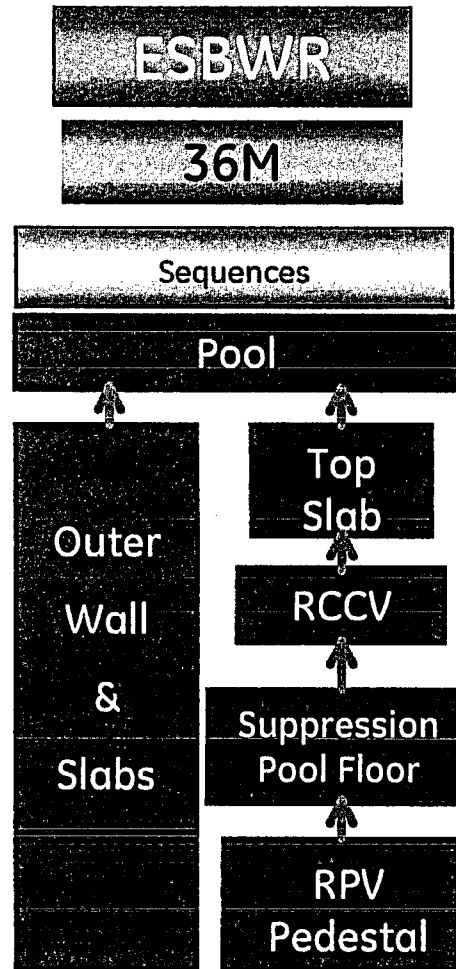 ESBWR
36M
Sequences
Pool
Outer
Wall
&
Slabs
Top
Slab
RCCV
Suppression
Pool Floor
RPV
Pedestal